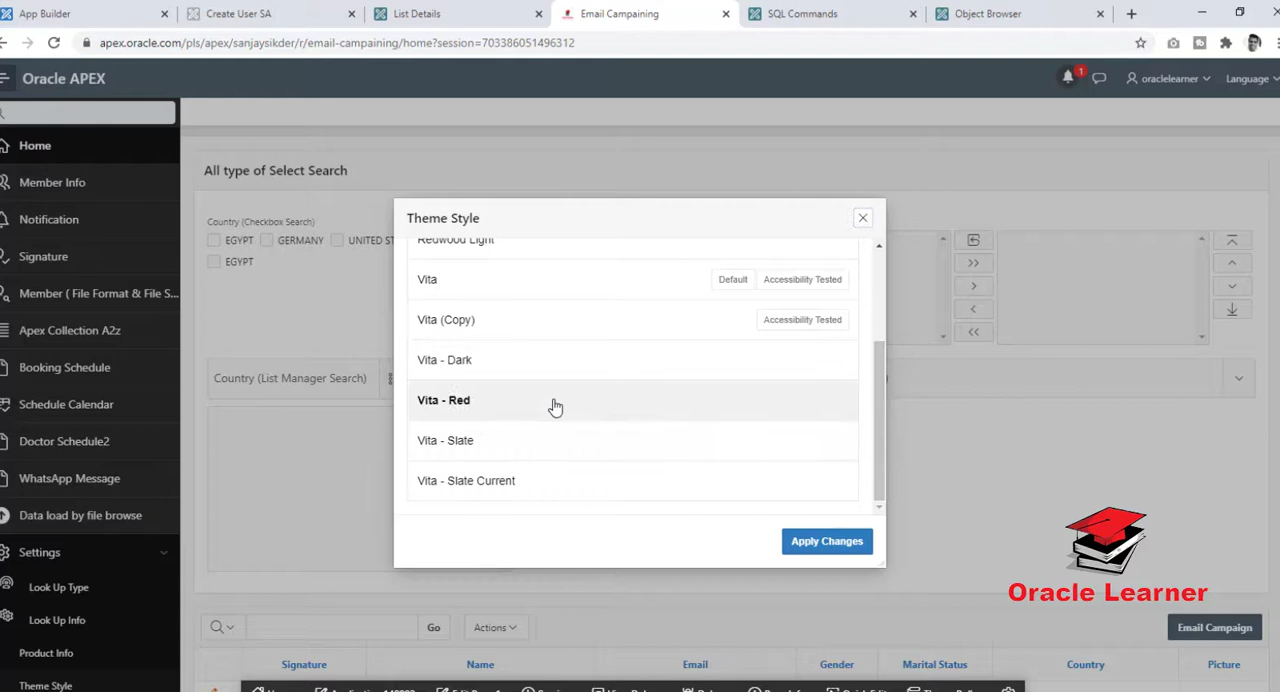 App Builder
Create User SA
List Details
Email Campaining
SQL Commands
Object Browser
apex.oracle.com/pls/apex/sanjaysikder/r/email-campaining/home?session=703386051496312
Oracle APEX
1
oraclelearner
Language
Home
Member Info
Notification
Signature
Member ( File Format & File S...
Apex Collection A2z
Booking Schedule
Schedule Calendar
Doctor Schedule2
WhatsApp Message
Data load by file browse
Settings
Look Up Type
Look Up Info
Product Info
Theme Style
All type of Select Search
Country (Checkbox Search)
EGYPT GERMANY UNITED ST
EGYPT
Country (List Manager Search)
Theme Style
Redwood Light
Vita Default Accessibility Tested
Vita (Copy) Accessibility Tested
Vita - Dark
Vita - Red
Vita - Slate
Vita - Slate Current
Apply Changes
Oracle Learner
Go Actions Email Campaign
Signature Name Email Gender Marital Status Country Picture